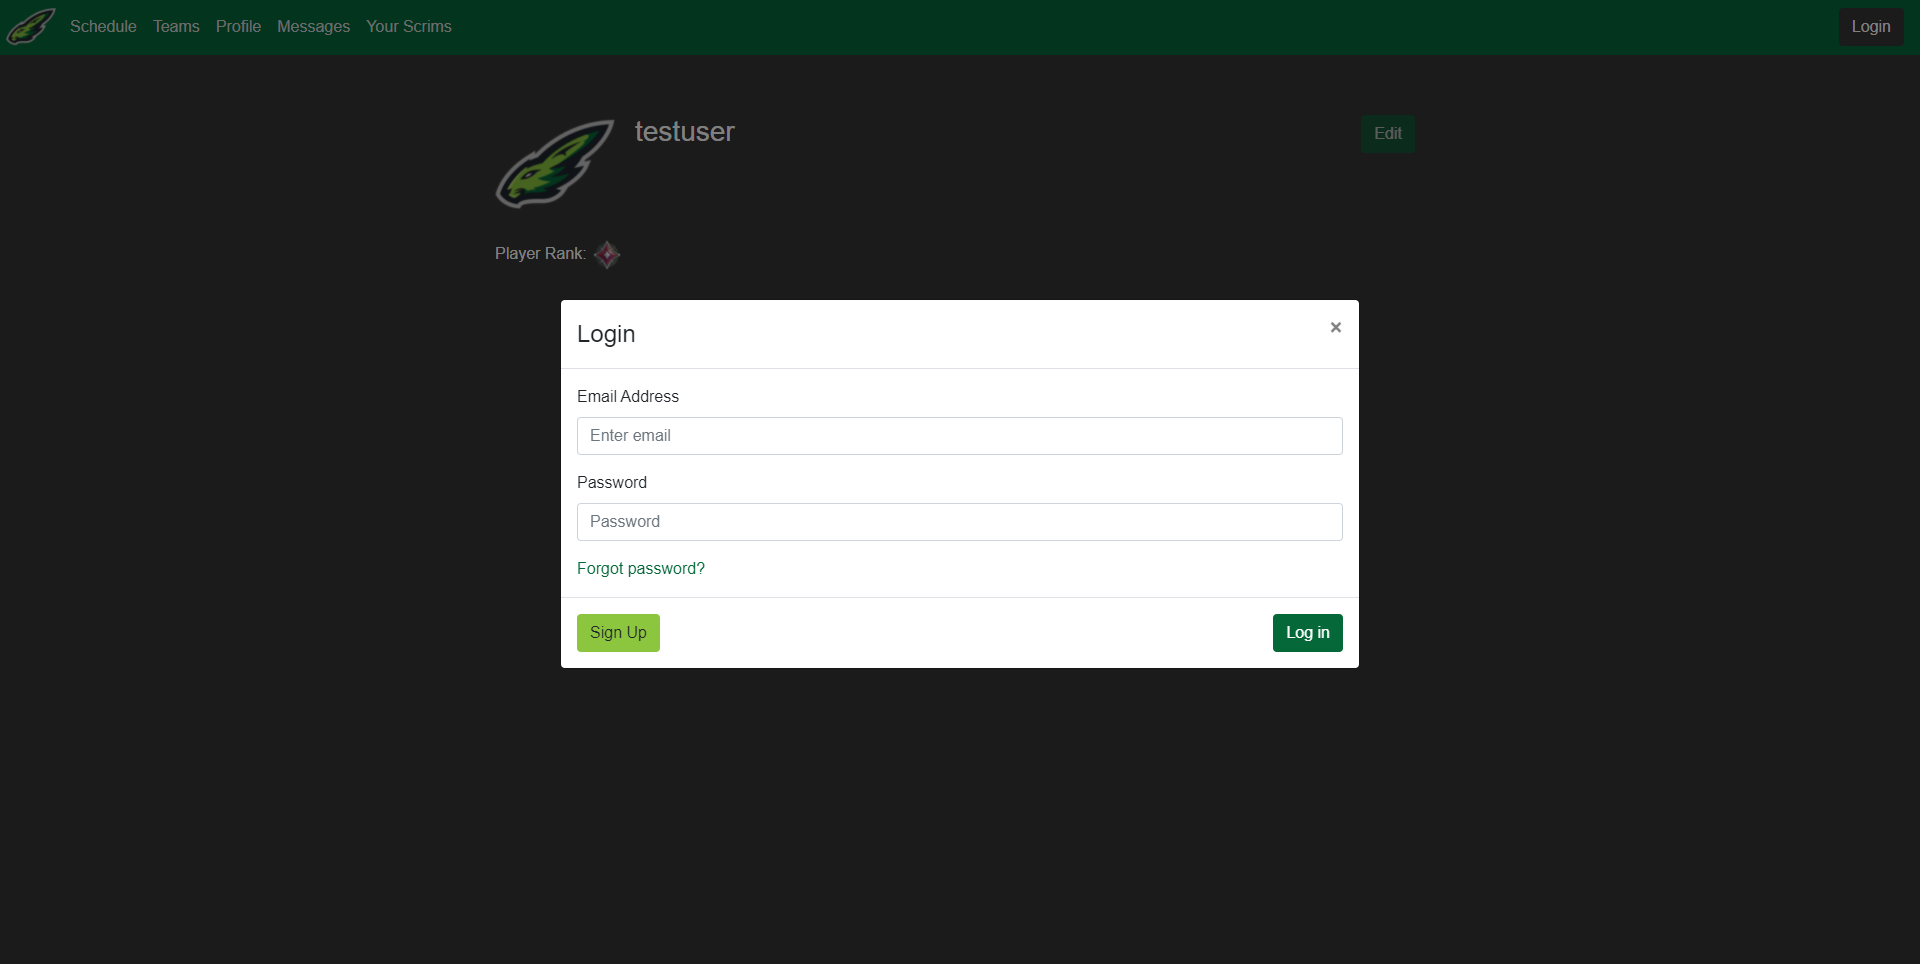 Schedule Teams Profile Messages Your Scrims Login
testuser
Edit
Player Rank:
Login
×
Email Address
Enter email
Password
Password
Forgot password?
Sign Up
Log in